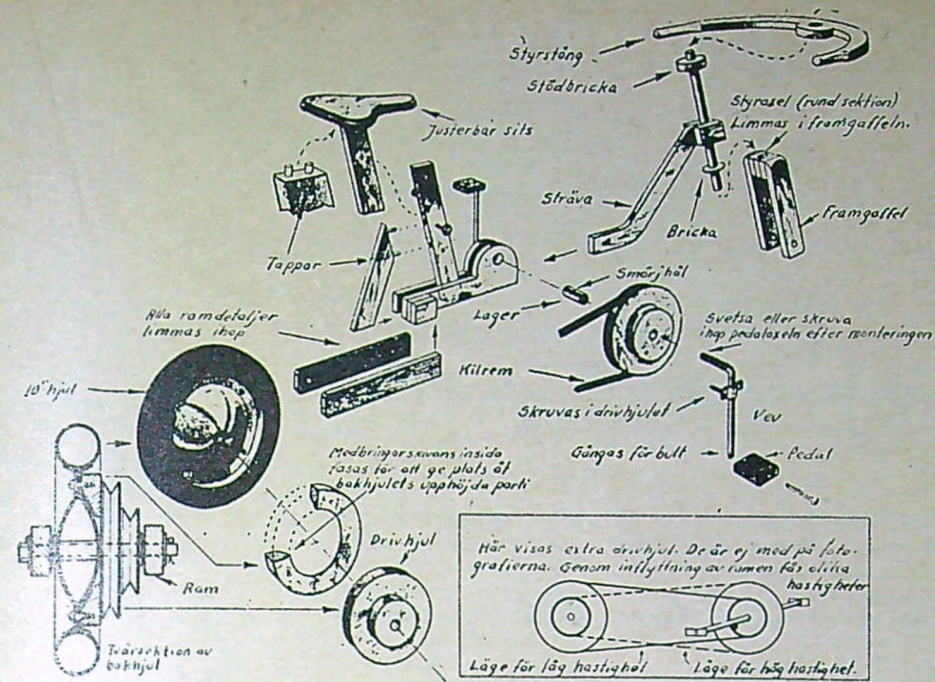 Styrstång
Stödbricka
Styraxel (rund sektion)
Limmas i framgaffeln.
Justerbar sits
Sträva
Bricka
Framgaffel
Tappar
Smörjhål
Lager
Alla ramdetaljer
limmas ihop
Svetsa eller skruva
ihop pedalaxeln efter monteringen
10" hjul
Kilrem
Skruvas i drivhjulet
Vev
Gängas för bult
Pedal
Medbringarskivans insida
fasas för att ge plats åt
bakhjulets upphöjda parti
Drivhjul
Ram
Tvärsektion av
bakhjul
Här visas extra drivhjul. De är ej med på foto-
grafierna. Genom inflyttning av remen fås olika
hastigheter
Läge för låg hastighet
Läge för hög hastighet.